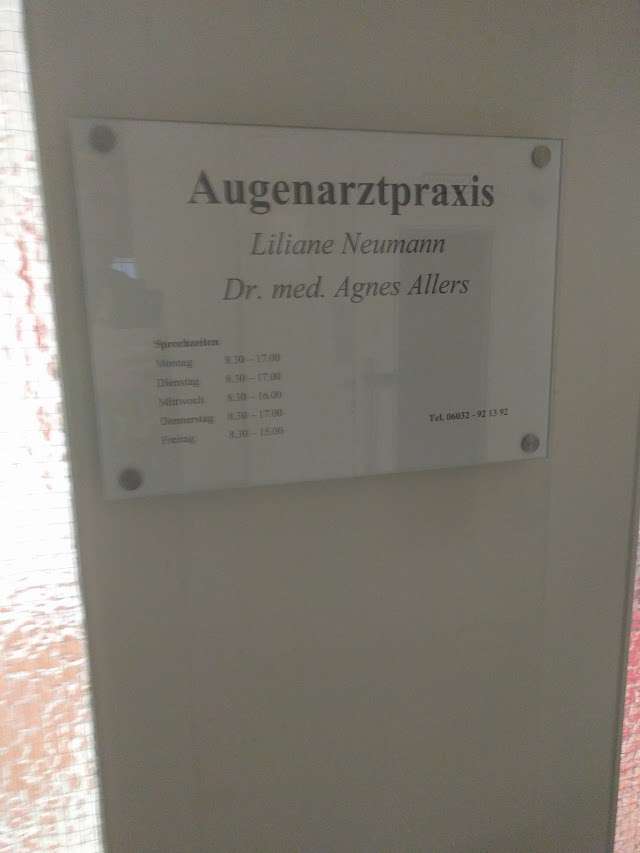 Augenarztpraxis
Liliane Neumann
Dr. med. Agnes Allers
Sprechzeiten
Montag 8.30 – 17.00
Dienstag 8.30 – 17.00
Mittwoch 8.30 – 16.00
Donnerstag 8.30 – 17.00
Freitag 8.30 – 15.00
Tel. 06032 - 92 13 92